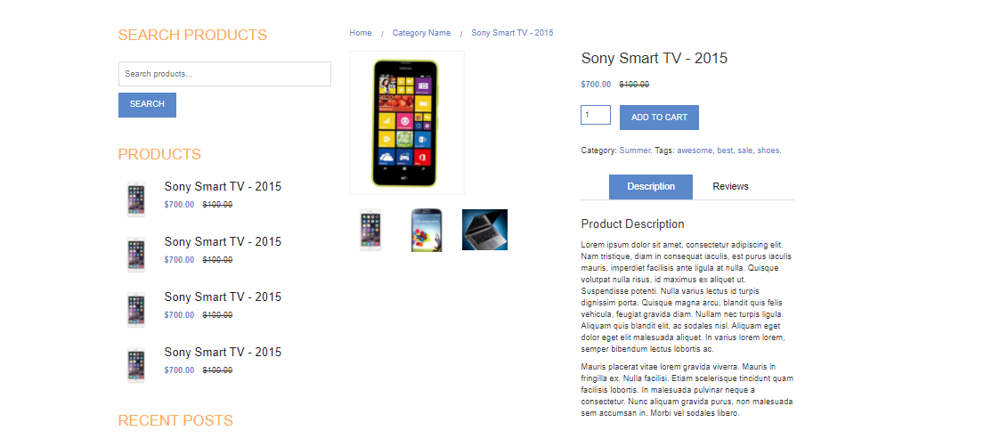 SEARCH PRODUCTS
Search products...
SEARCH
PRODUCTS
Sony Smart TV - 2015
$700.00 $100.00
Sony Smart TV - 2015
$700.00 $100.00
Sony Smart TV - 2015
$700.00 $100.00
Sony Smart TV - 2015
$700.00 $100.00
RECENT POSTS
Home / Category Name / Sony Smart TV - 2015
Sony Smart TV - 2015
$700.00 $100.00
1 ADD TO CART
Category: Summer. Tags: awesome, best, sale, shoes.
Description Reviews
Product Description
Lorem ipsum dolor sit amet, consectetur adipiscing elit.
Nam tristique, diam in consequat iaculis, est purus iaculis
mauris, imperdiet facilisis ante ligula at nulla. Quisque
volutpat nulla risus, id maximus ex aliquet ut.
Suspendisse potenti. Nulla varius lectus id turpis
dignissim porta. Quisque magna arcu, blandit quis felis
vehicula, feugiat gravida diam. Nullam nec turpis ligula.
Aliquam quis blandit elit, ac sodales nisl. Aliquam eget
dolor eget elit malesuada aliquet. In varius lorem lorem,
semper bibendum lectus lobortis ac.
Mauris placerat vitae lorem gravida viverra. Mauris in
fringilla ex. Nulla facilisi. Etiam scelerisque tincidunt quam
facilisis lobortis. In malesuada pulvinar neque a
consectetur. Nunc aliquam gravida purus, non malesuada
sem accumsan in. Morbi vel sodales libero.